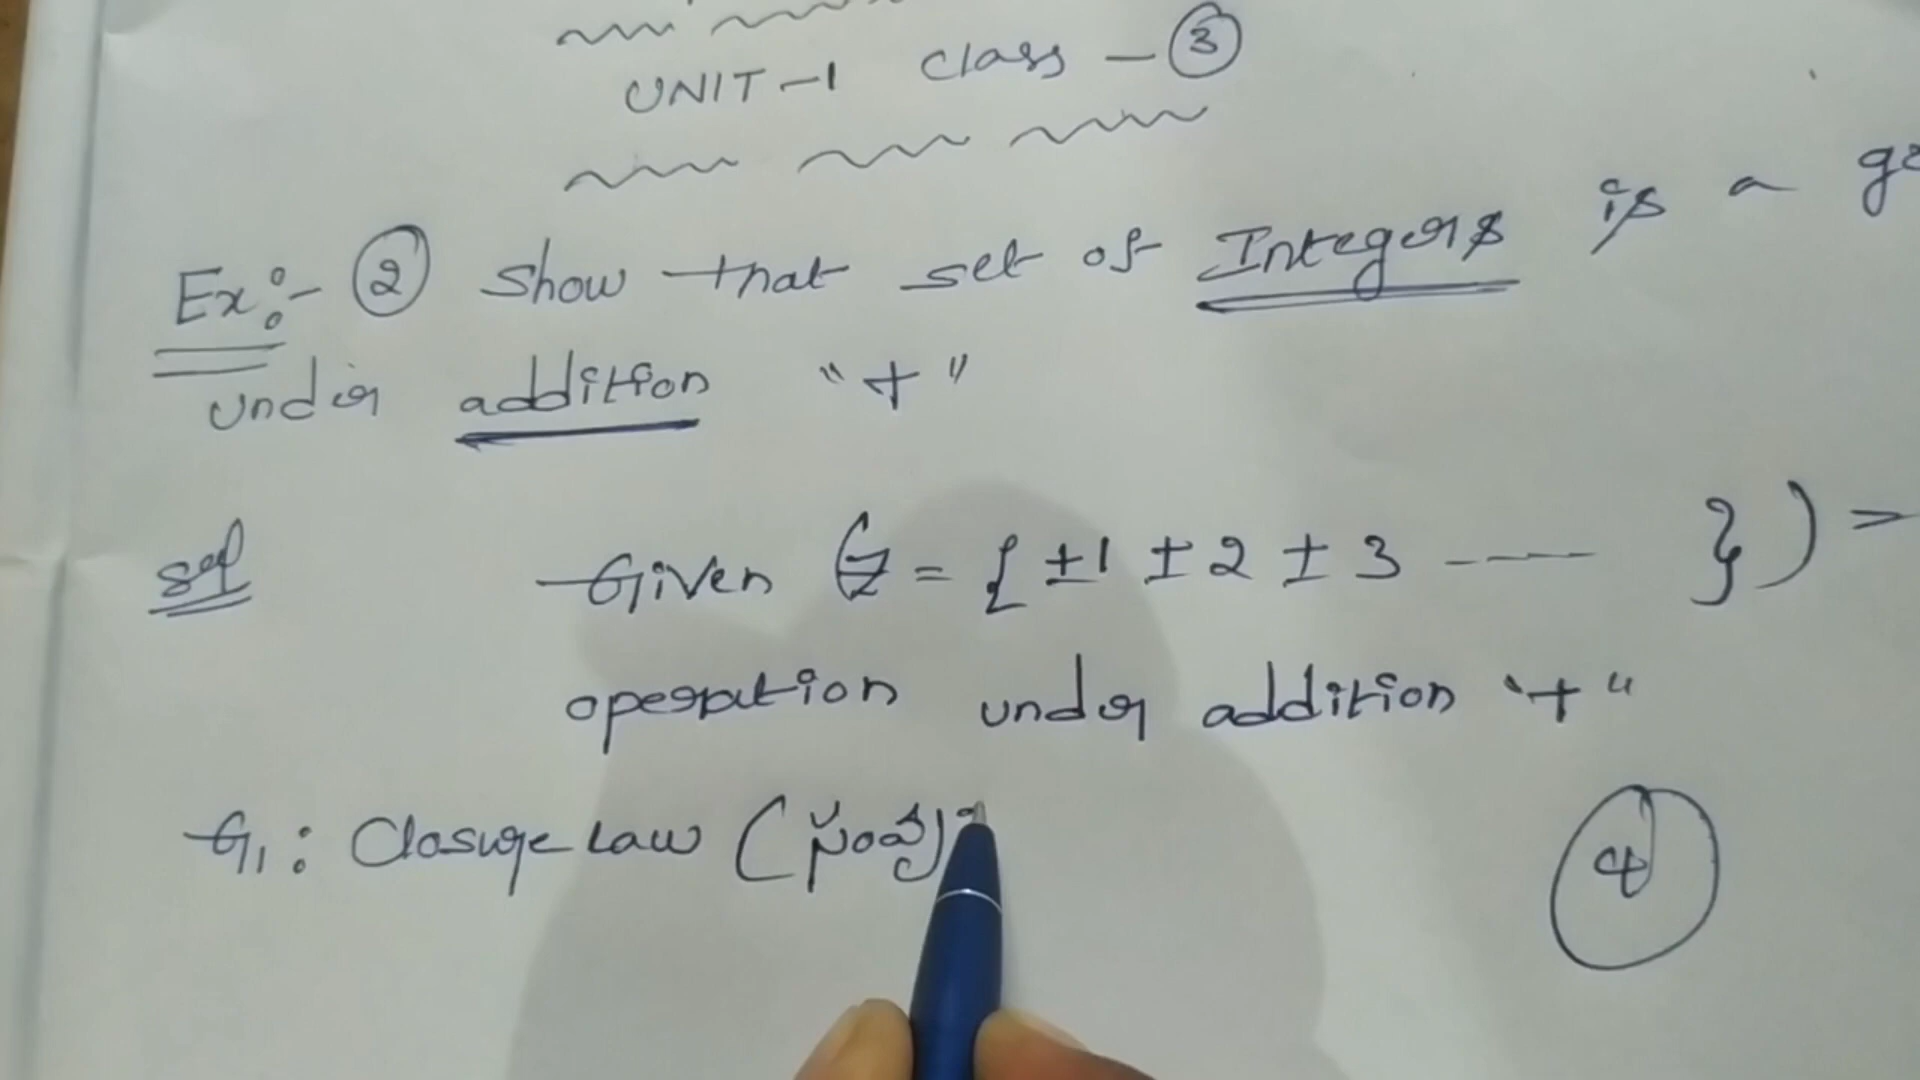 UNIT-1 Class - ③
Ex:- ② Show that set of Integers is a
under addition "+"
Sol Given (Z = { ±1 ±2 ±3 ---- })
operation under addition "+"
G₁: Closure Law (సంవృ